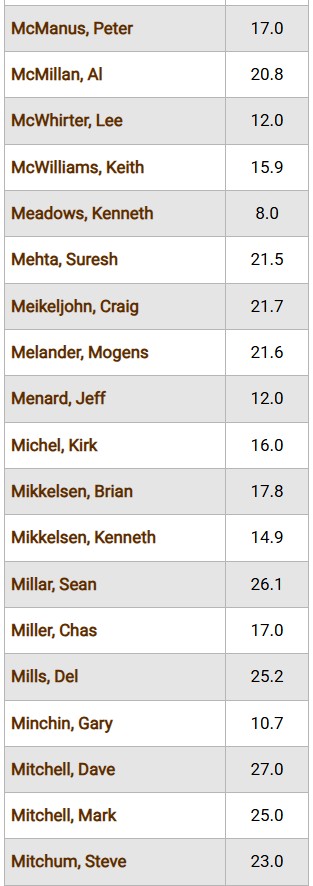 McManus, Peter 17.0
McMillan, Al 20.8
McWhirter, Lee 12.0
McWilliams, Keith 15.9
Meadows, Kenneth 8.0
Mehta, Suresh 21.5
Meikeljohn, Craig 21.7
Melander, Mogens 21.6
Menard, Jeff 12.0
Michel, Kirk 16.0
Mikkelsen, Brian 17.8
Mikkelsen, Kenneth 14.9
Millar, Sean 26.1
Miller, Chas 17.0
Mills, Del 25.2
Minchin, Gary 10.7
Mitchell, Dave 27.0
Mitchell, Mark 25.0
Mitchum, Steve 23.0